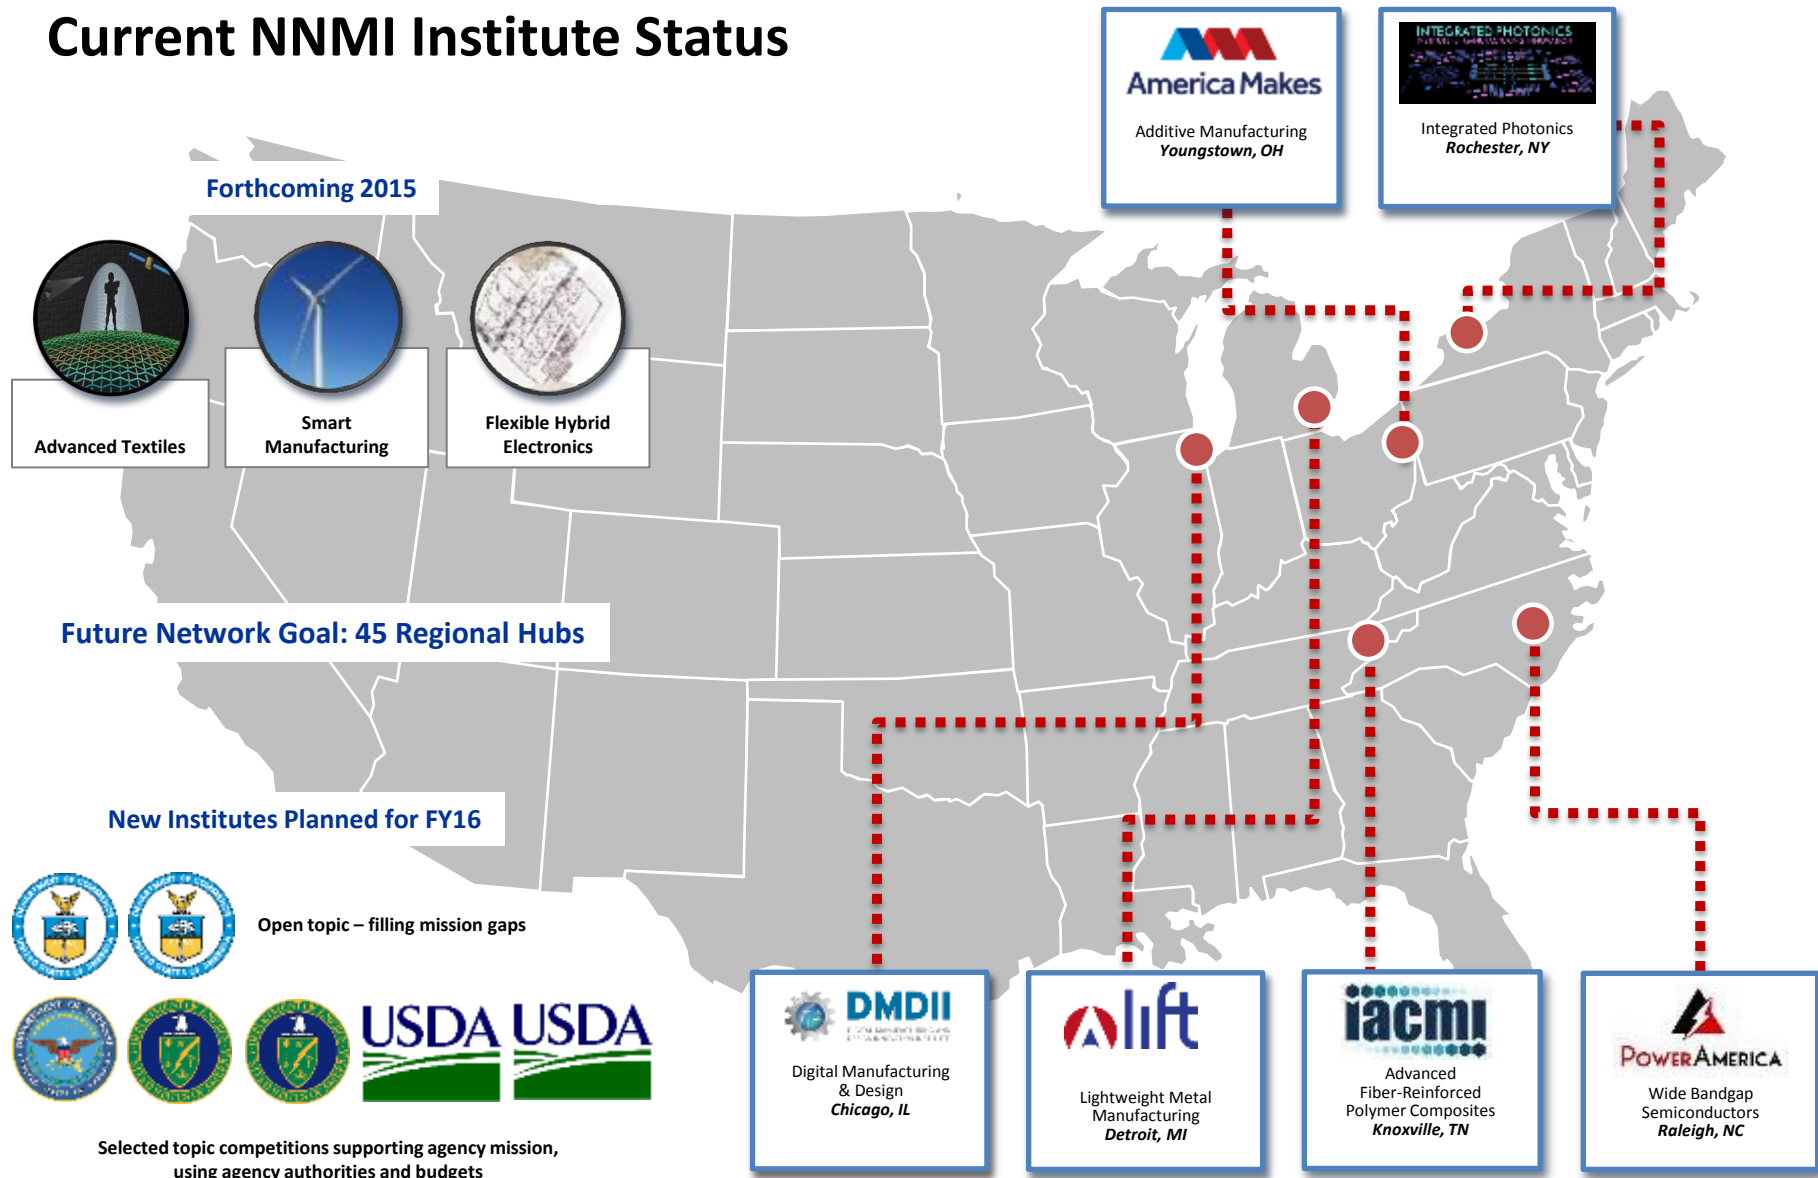 Current NNMI Institute Status
America Makes
Additive Manufacturing
Youngstown, OH
INTEGRATED PHOTONICS
Integrated Photonics
Rochester, NY
Forthcoming 2015
Advanced Textiles
Smart
Manufacturing
Flexible Hybrid
Electronics
Future Network Goal: 45 Regional Hubs
New Institutes Planned for FY16
Open topic – filling mission gaps
USDA
USDA
Selected topic competitions supporting agency mission,
using agency authorities and budgets
DMDII
Digital Manufacturing
& Design
Chicago, IL
lift
Lightweight Metal
Manufacturing
Detroit, MI
iacmi
Advanced
Fiber-Reinforced
Polymer Composites
Knoxville, TN
POWERAMERICA
Wide Bandgap
Semiconductors
Raleigh, NC